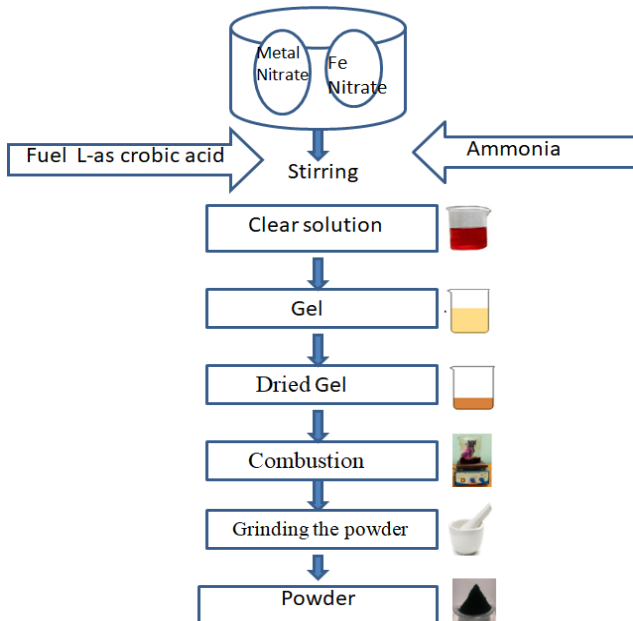 Metal
Nitrate
Fe
Nitrate
Fuel L-as crobic acid
Ammonia
Stirring
Clear solution
Gel
Dried Gel
Combustion
Grinding the powder
Powder